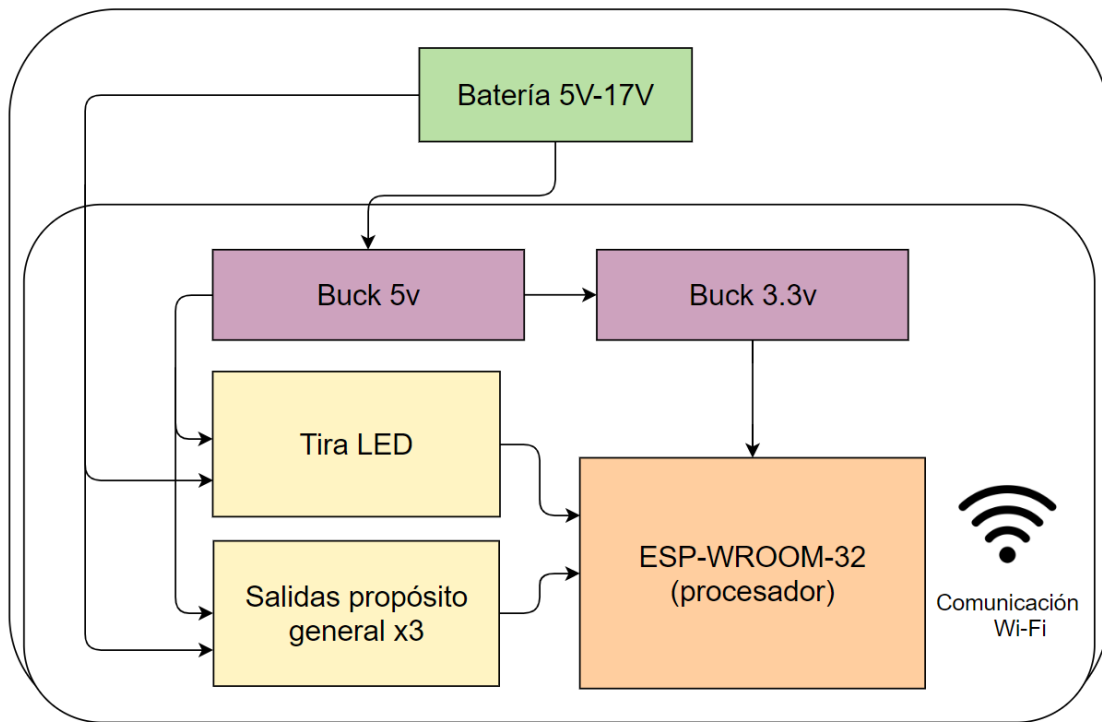 Batería 5V-17V
Buck 5v
Buck 3.3v
Tira LED
Salidas propósito
general x3
ESP-WROOM-32
(procesador)
Comunicación
Wi-Fi